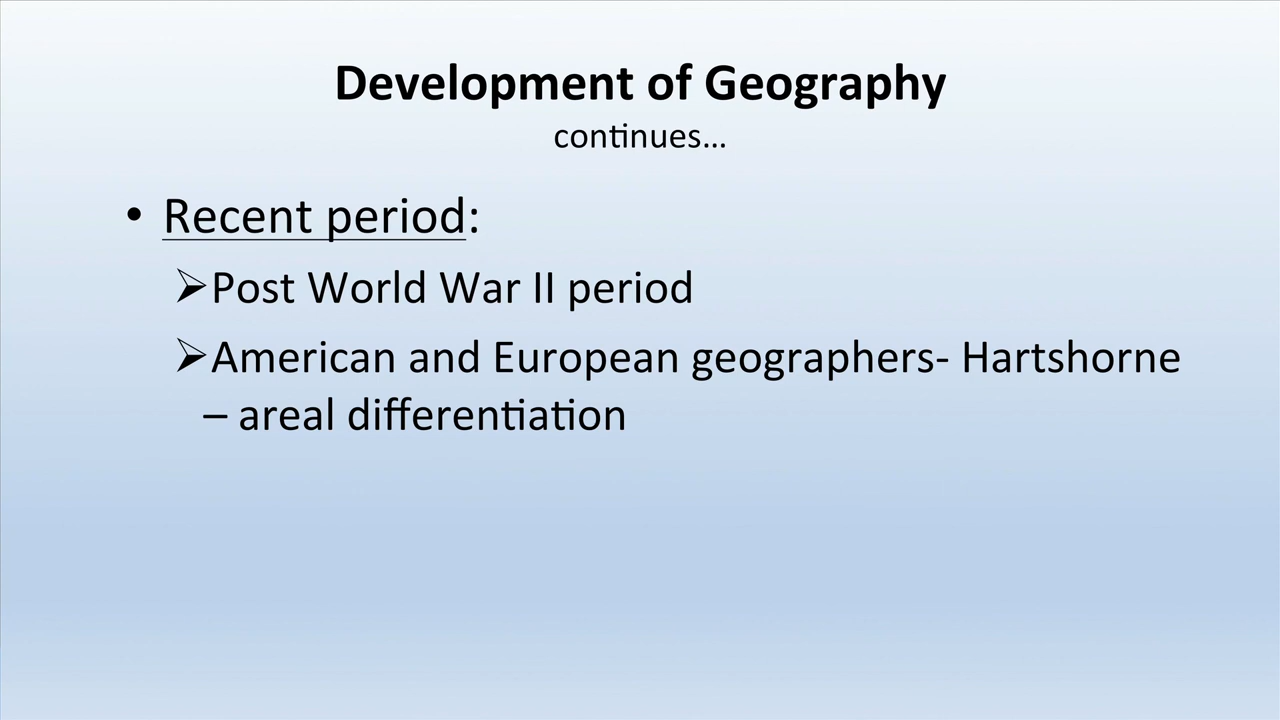 Development of Geography
continues...
• Recent period:
➢Post World War II period
➢American and European geographers- Hartshorne
– areal differentiation